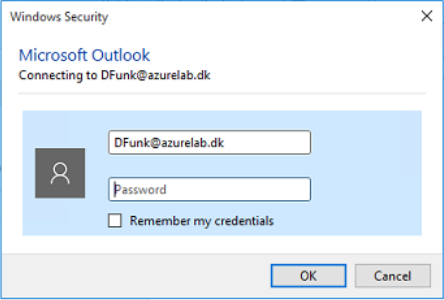 Windows Security
Microsoft Outlook
Connecting to DFunk@azurelab.dk
DFunk@azurelab.dk
Password
Remember my credentials
OK
Cancel